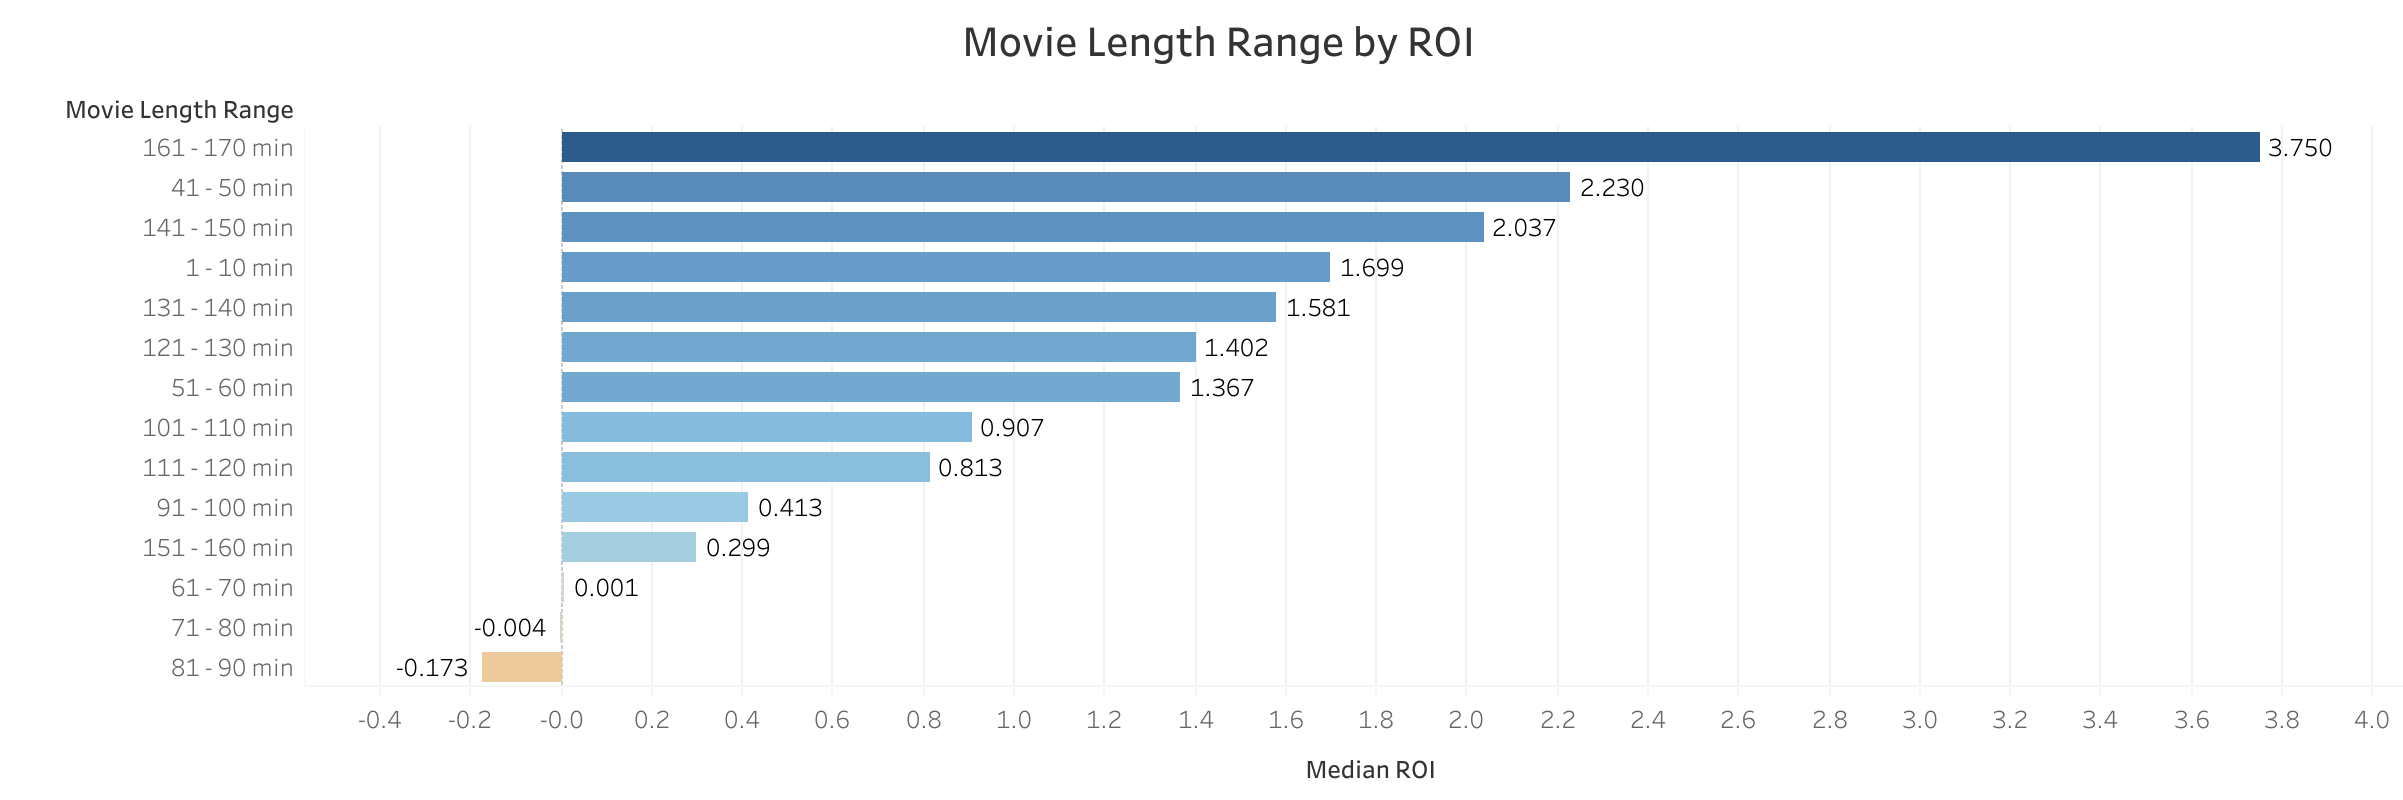 Movie Length Range by ROI
Movie Length Range
161 - 170 min 3.750
41 - 50 min 2.230
141 - 150 min 2.037
1 - 10 min 1.699
131 - 140 min 1.581
121 - 130 min 1.402
51 - 60 min 1.367
101 - 110 min 0.907
111 - 120 min 0.813
91 - 100 min 0.413
151 - 160 min 0.299
61 - 70 min 0.001
71 - 80 min -0.004
81 - 90 min -0.173
-0.4 -0.2 -0.0 0.2 0.4 0.6 0.8 1.0 1.2 1.4 1.6 1.8 2.0 2.2 2.4 2.6 2.8 3.0 3.2 3.4 3.6 3.8 4.0
Median ROI